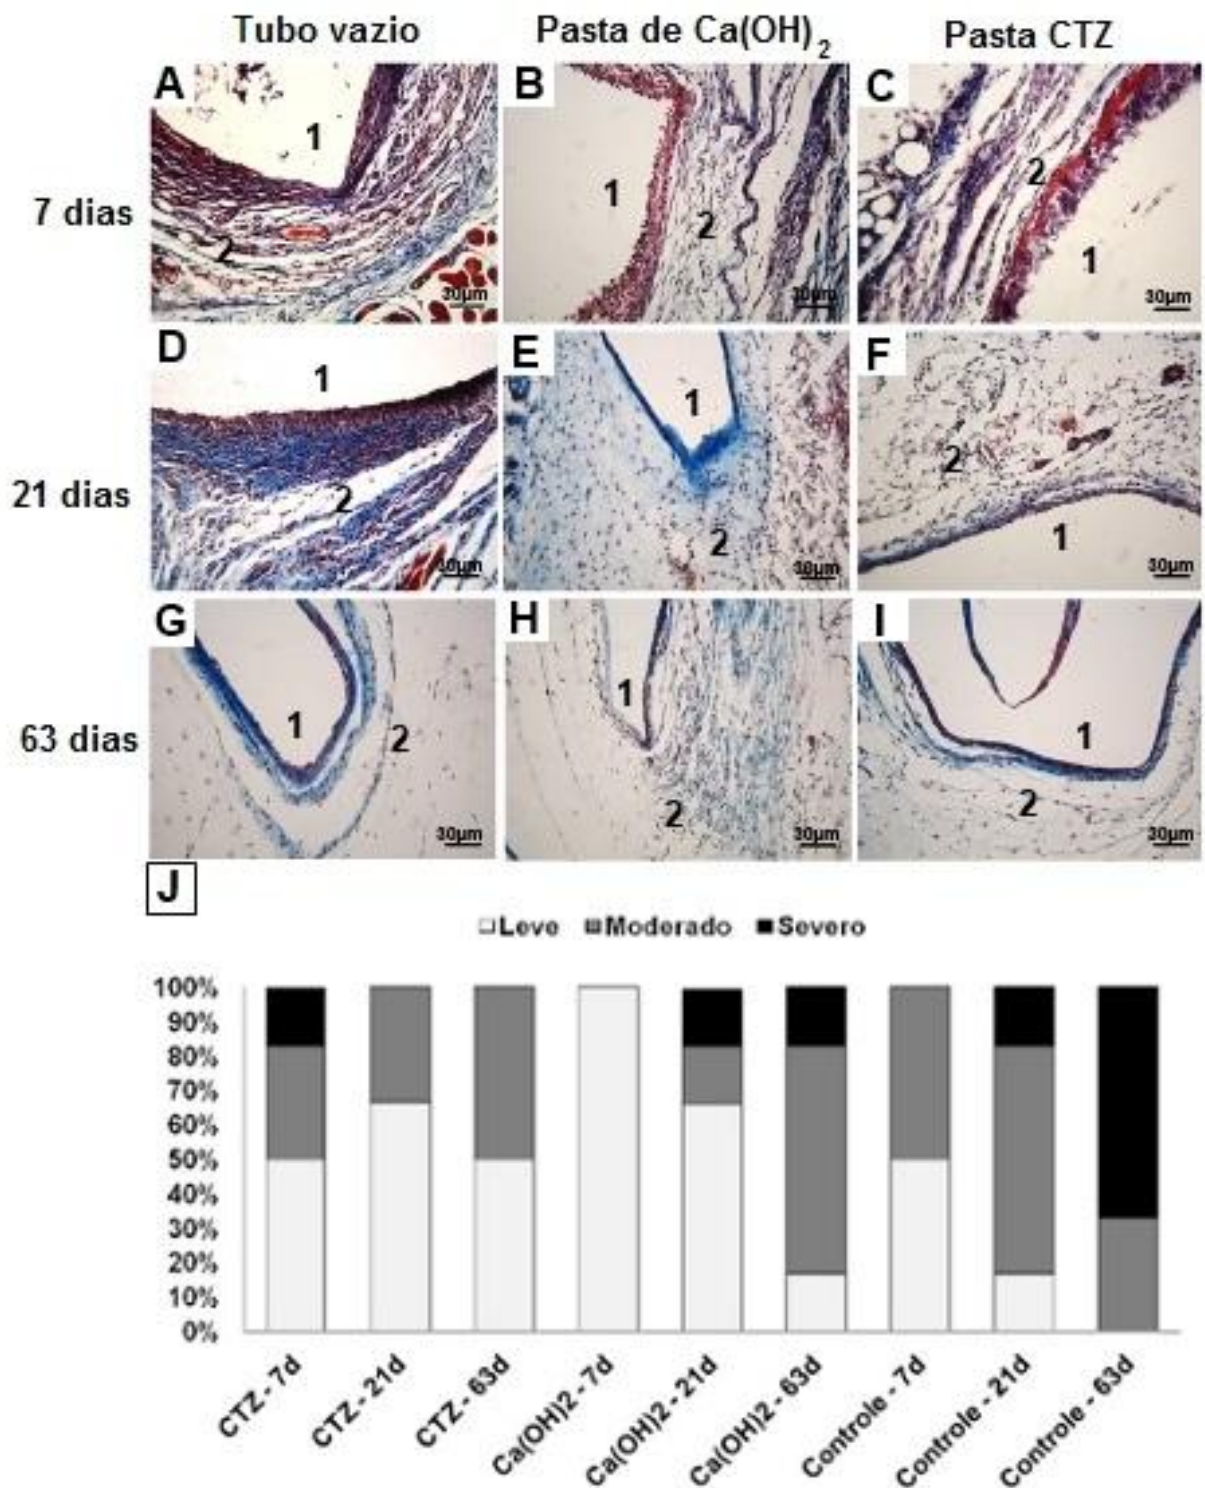 Tubo vazio Pasta de Ca(OH)2 Pasta CTZ
A B C
1 1 2
7 dias 2 2 1
30µm 30µm 30µm
D E F
1 1 2
21 dias 2 2 1
30µm 30µm 30µm
G H I
63 dias 1 2 1 1
2 2
30µm 30µm 30µm
J
Leve Moderado Severo
100%
90%
80%
70%
60%
50%
40%
30%
20%
10%
0%
CTZ - 7d
CTZ - 21d
CTZ - 63d
Ca(OH)2 - 7d
Ca(OH)2 - 21d
Ca(OH)2 - 63d
Controle - 7d
Controle - 21d
Controle - 63d